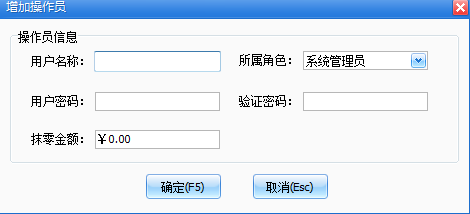 增加操作员
操作员信息
用户名称： 所属角色： 系统管理员
用户密码： 验证密码：
抹零金额： ￥0.00
确定(F5) 取消(Esc)